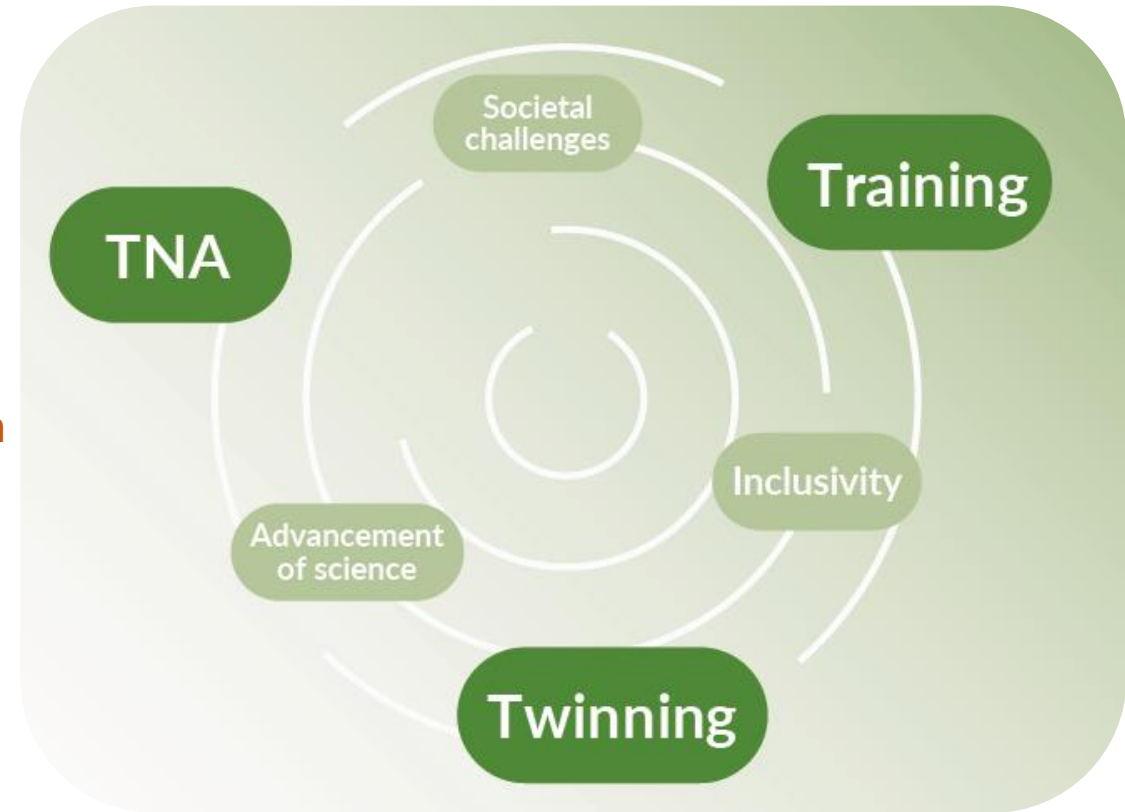 Societal
challenges
Training
TNA
Inclusivity
Advancement
of science
Twinning